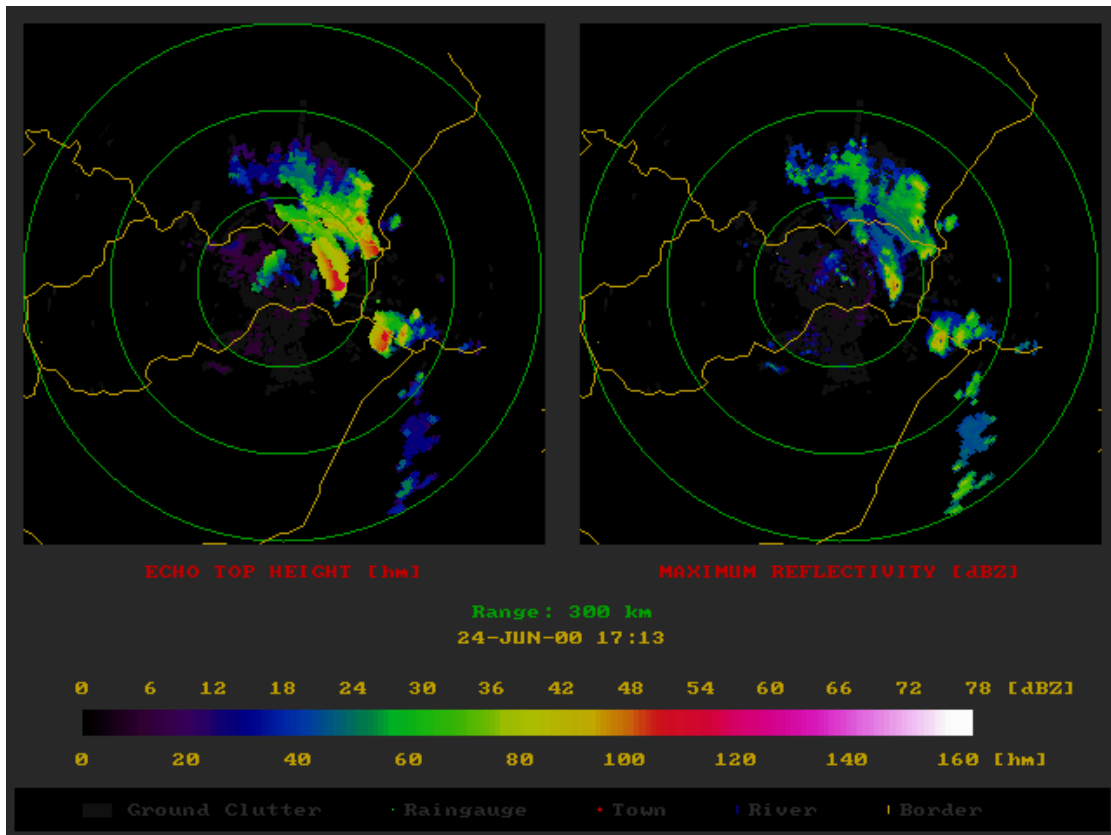 ECHO TOP HEIGHT [hm] MAXIMUM REFLECTIVITY [dBZ]
Range: 300 km
24-JUN-00 17:13
0 6 12 18 24 30 36 42 48 54 60 66 72 78 [dBZ]
0 20 40 60 80 100 120 140 160 [hm]
Ground Clutter Raingauge Town River Border